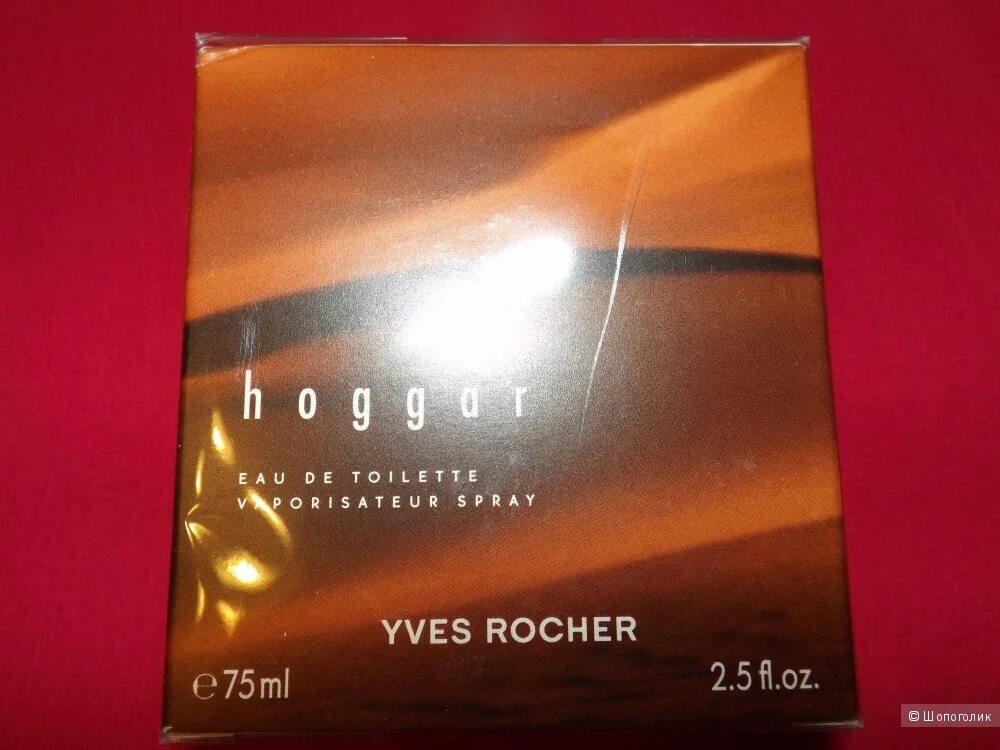 hoggar
EAU DE TOILETTE
VAPORISATEUR SPRAY
YVES ROCHER
℮75ml 2.5 fl.oz.
© Шопоголик